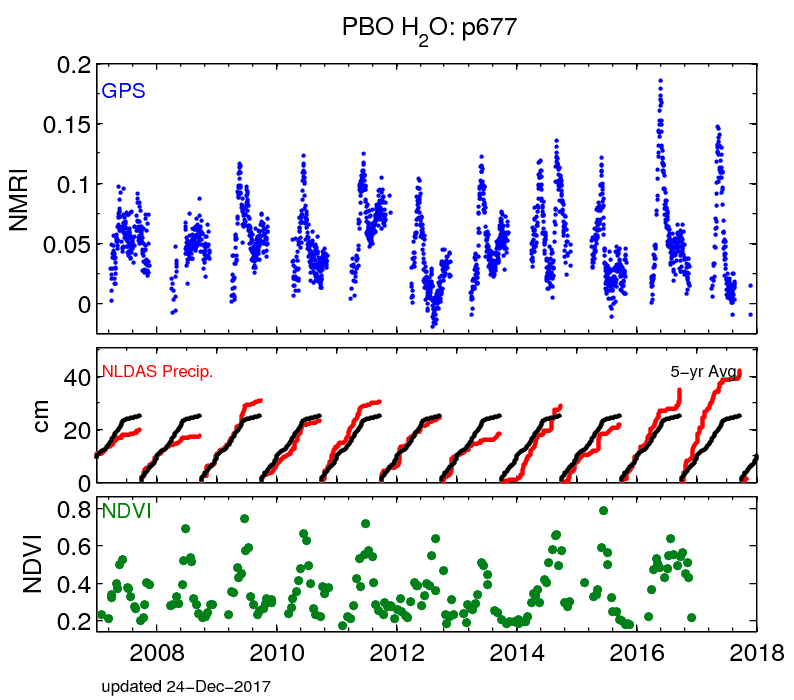 PBO H2O: p677
0.2
GPS
0.15
NMRI
0.1
0.05
0
NLDAS Precip.
5-yr Avg.
40
cm
20
0
0.8
NDVI
0.6
NDVI
0.4
0.2
2008 2010 2012 2014 2016 2018
updated 24-Dec-2017